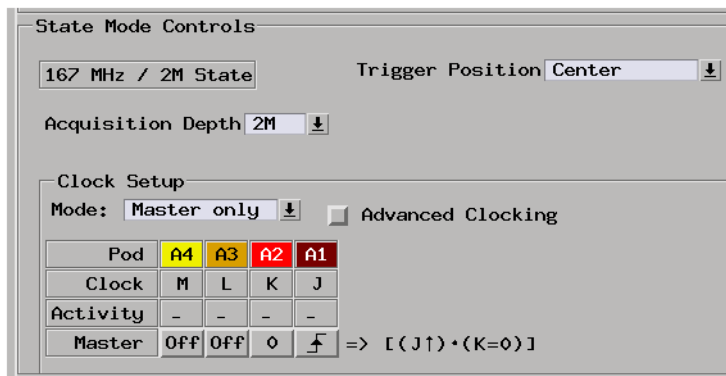 State Mode Controls
167 MHz / 2M State
Trigger Position Center
Acquisition Depth 2M
Clock Setup
Mode: Master only
Advanced Clocking
Pod A4 A3 A2 A1
Clock M L K J
Activity - - - -
Master Off Off 0 => [(J↑)·(K=0)]